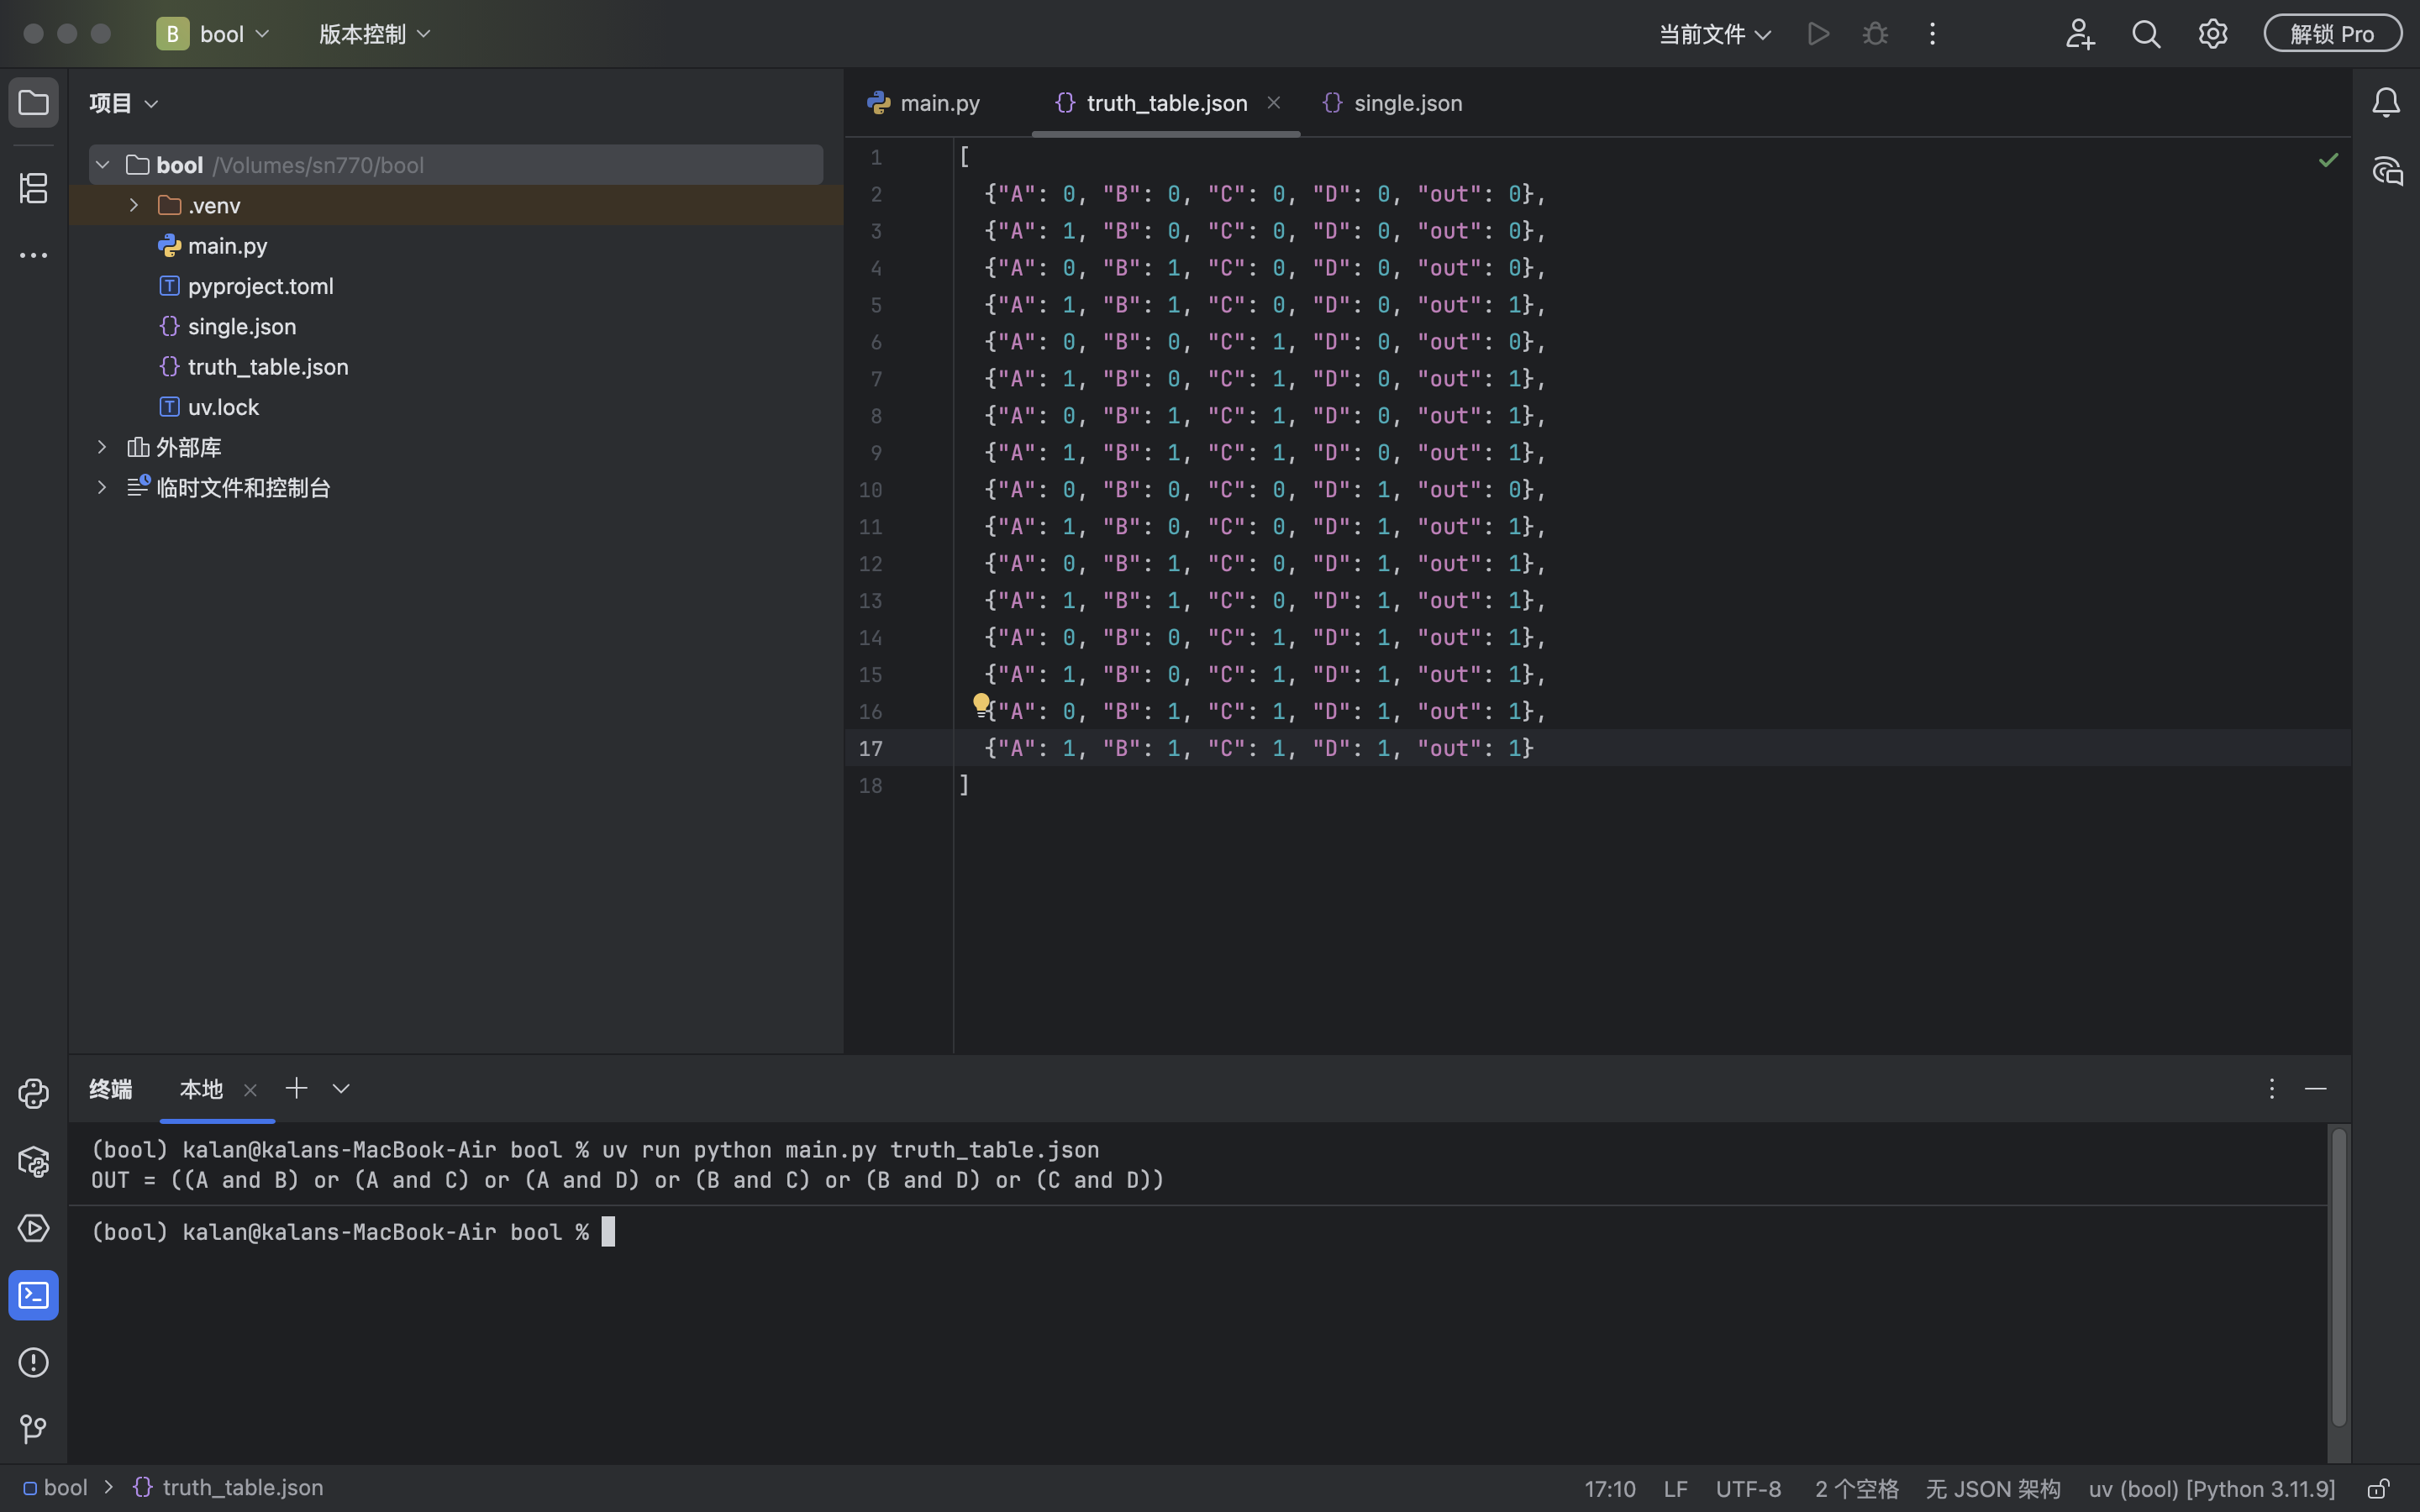 B bool 版本控制 当前文件 解锁 Pro
项目
bool /Volumes/sn770/bool
.venv
main.py
pyproject.toml
single.json
truth_table.json
uv.lock
外部库
临时文件和控制台
main.py truth_table.json single.json
1 [
2 {"A": 0, "B": 0, "C": 0, "D": 0, "out": 0},
3 {"A": 1, "B": 0, "C": 0, "D": 0, "out": 0},
4 {"A": 0, "B": 1, "C": 0, "D": 0, "out": 0},
5 {"A": 1, "B": 1, "C": 0, "D": 0, "out": 1},
6 {"A": 0, "B": 0, "C": 1, "D": 0, "out": 0},
7 {"A": 1, "B": 0, "C": 1, "D": 0, "out": 1},
8 {"A": 0, "B": 1, "C": 1, "D": 0, "out": 1},
9 {"A": 1, "B": 1, "C": 1, "D": 0, "out": 1},
10 {"A": 0, "B": 0, "C": 0, "D": 1, "out": 0},
11 {"A": 1, "B": 0, "C": 0, "D": 1, "out": 1},
12 {"A": 0, "B": 1, "C": 0, "D": 1, "out": 1},
13 {"A": 1, "B": 1, "C": 0, "D": 1, "out": 1},
14 {"A": 0, "B": 0, "C": 1, "D": 1, "out": 1},
15 {"A": 1, "B": 0, "C": 1, "D": 1, "out": 1},
16 {"A": 0, "B": 1, "C": 1, "D": 1, "out": 1},
17 {"A": 1, "B": 1, "C": 1, "D": 1, "out": 1}
18 ]
终端 本地
(bool) kalan@kalans-MacBook-Air bool % uv run python main.py truth_table.json
OUT = ((A and B) or (A and C) or (A and D) or (B and C) or (B and D) or (C and D))
(bool) kalan@kalans-MacBook-Air bool %
bool > truth_table.json 17:10 LF UTF-8 2 个空格 无 JSON 架构 uv (bool) [Python 3.11.9]